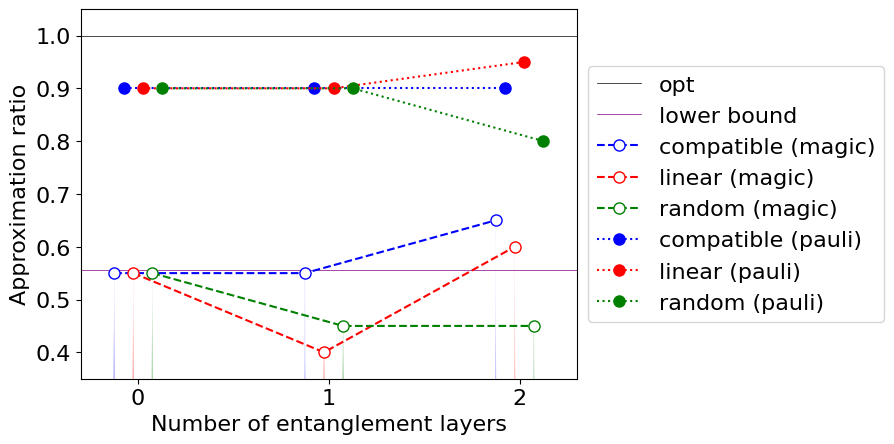 1.0
0.9
0.8
0.7
0.6
0.5
0.4
Approximation ratio
0 1 2
Number of entanglement layers
opt
lower bound
compatible (magic)
linear (magic)
random (magic)
compatible (pauli)
linear (pauli)
random (pauli)